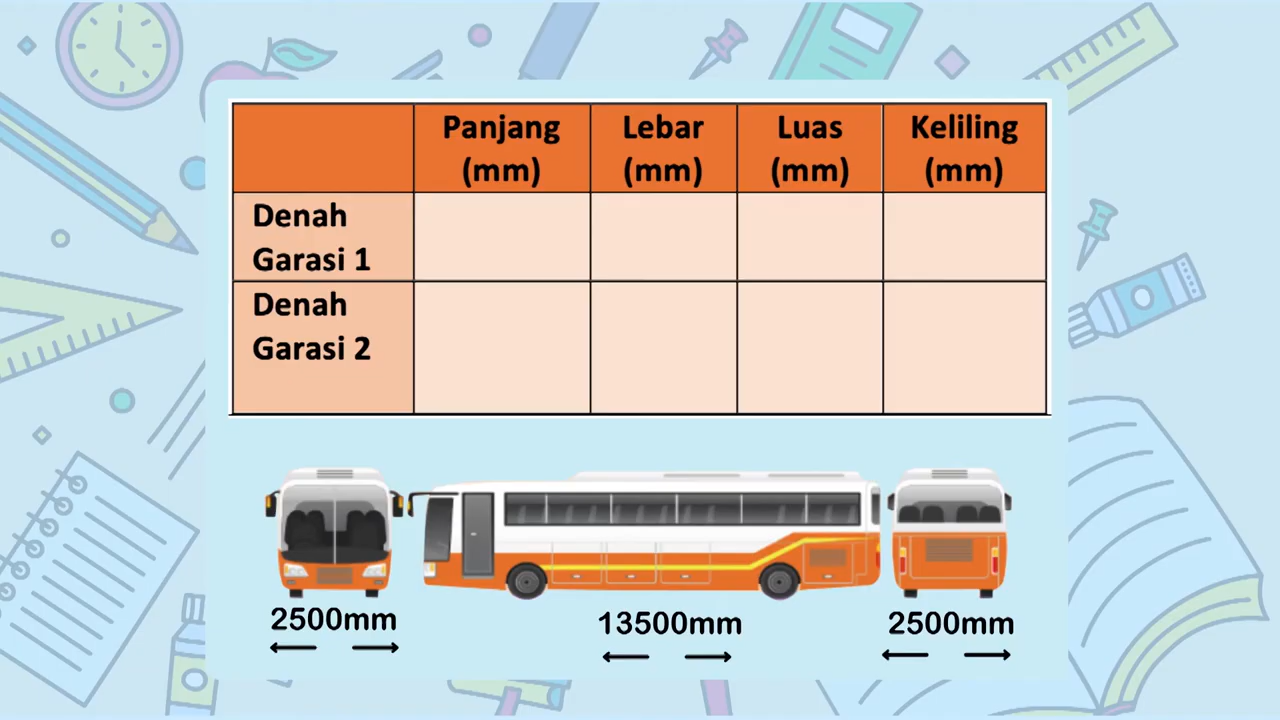 Panjang
(mm)
Lebar
(mm)
Luas
(mm)
Keliling
(mm)
Denah
Garasi 1
Denah
Garasi 2
2500mm
13500mm
2500mm